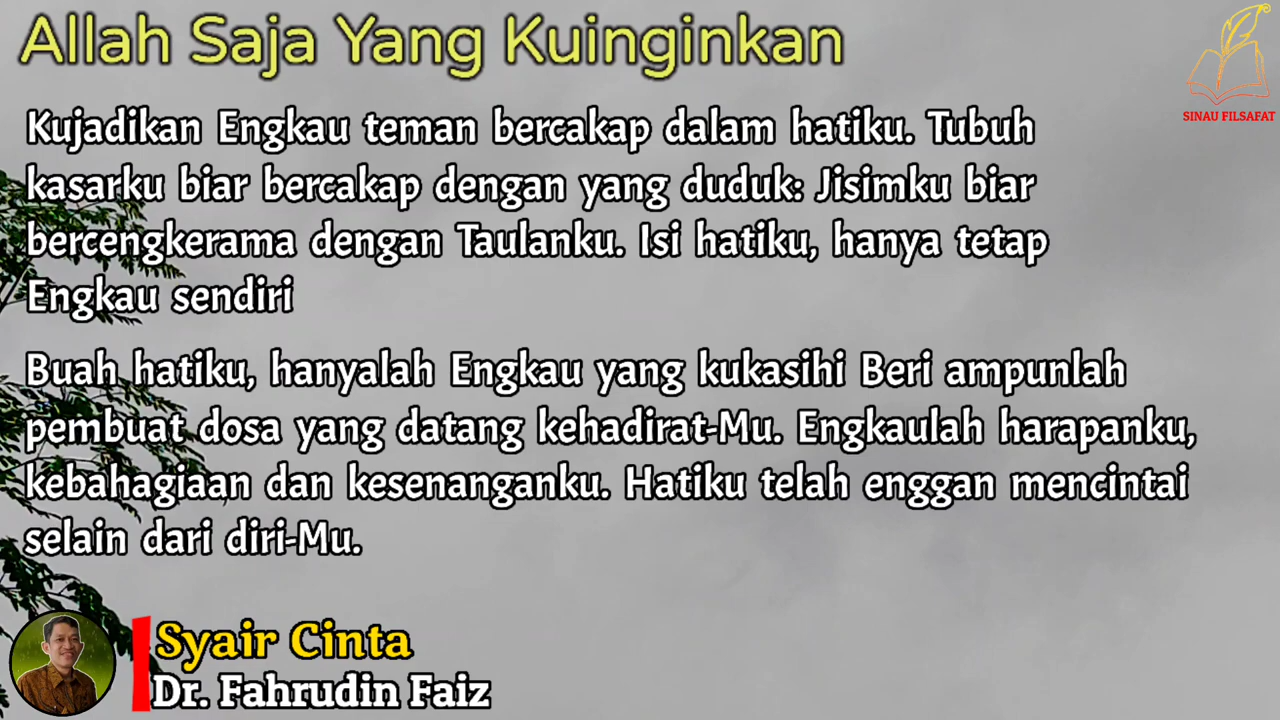 Allah Saja Yang Kuinginkan
SINAU FILSAFAT
Kujadikan Engkau teman bercakap dalam hatiku. Tubuh
kasarku biar bercakap dengan yang duduk: Jisimku biar
bercengkerama dengan Taulanku. Isi hatiku, hanya tetap
Engkau sendiri
Buah hatiku, hanyalah Engkau yang kukasihi Beri ampunlah
pembuat dosa yang datang kehadirat-Mu. Engkaulah harapanku,
kebahagiaan dan kesenanganku. Hatiku telah enggan mencintai
selain dari diri-Mu.
Syair Cinta
Dr. Fahrudin Faiz